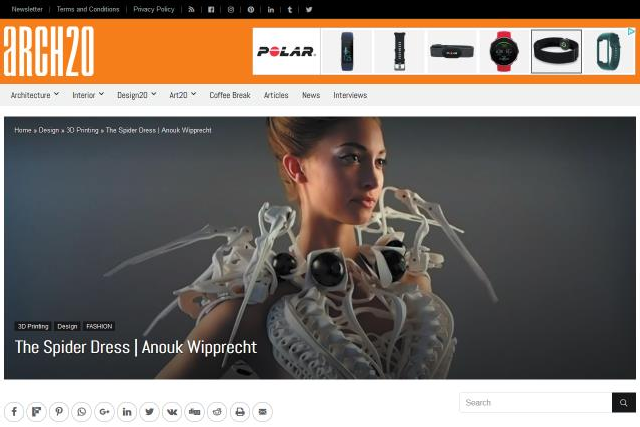 Newsletter | Terms and Conditions | Privacy Policy |
ARCH2O
POLAR
Architecture Interior Design20 Art20 Coffee Break Articles News Interviews
Home » Design » 3D Printing » The Spider Dress | Anouk Wipprecht
3D Printing Design FASHION
The Spider Dress | Anouk Wipprecht
Search